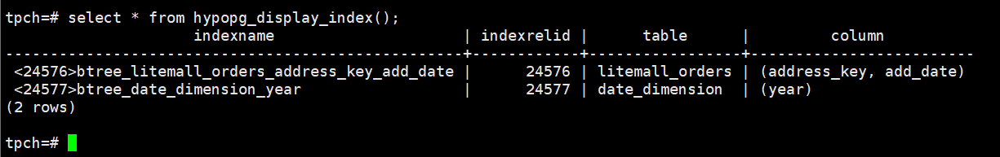 tpch=# select * from hypopg_display_index();
                     indexname                     | indexrelid |      table      |         column
---------------------------------------------------+------------+-----------------+-------------------------
 <24576>btree_litemall_orders_address_key_add_date |      24576 | litemall_orders | (address_key, add_date)
 <24577>btree_date_dimension_year                  |      24577 | date_dimension  | (year)
(2 rows)
tpch=#